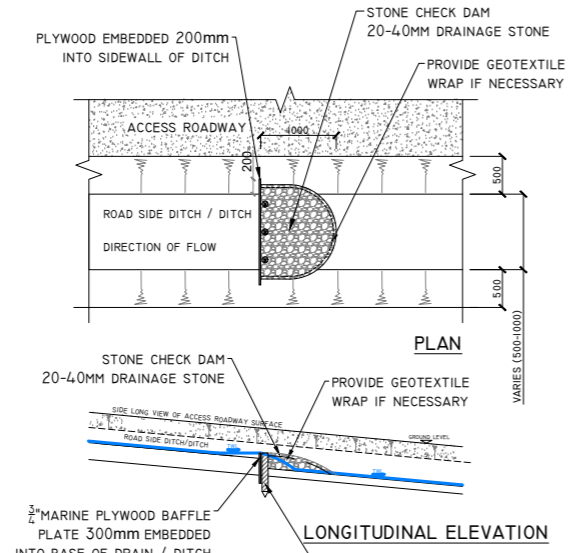 PLYWOOD EMBEDDED 200mm
INTO SIDEWALL OF DITCH
STONE CHECK DAM
20-40MM DRAINAGE STONE
PROVIDE GEOTEXTILE
WRAP IF NECESSARY
ACCESS ROADWAY
1000
200
500
ROAD SIDE DITCH / DITCH
DIRECTION OF FLOW
500
VARIES (500-1000)
PLAN
STONE CHECK DAM
20-40MM DRAINAGE STONE
PROVIDE GEOTEXTILE
WRAP IF NECESSARY
SIDE LONG VIEW OF ACCESS ROADWAY SURFACE
GROUND LEVEL
ROAD SIDE DITCH/DITCH
3/4"MARINE PLYWOOD BAFFLE
PLATE 300mm EMBEDDED
INTO BASE OF DRAIN / DITCH
LONGITUDINAL ELEVATION